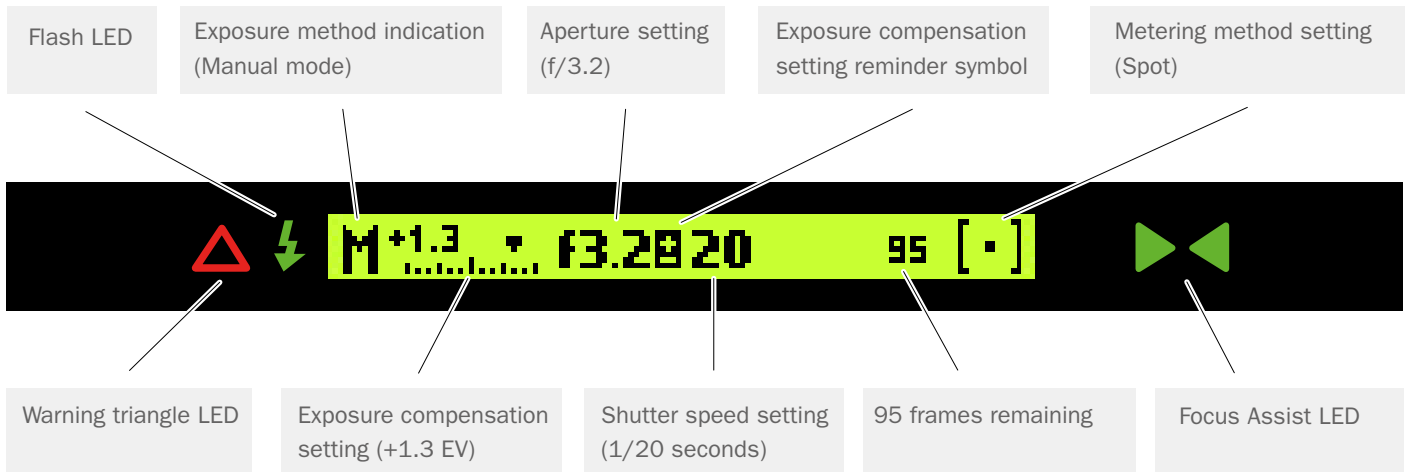 Flash LED
Exposure method indication
(Manual mode)
Aperture setting
(f/3.2)
Exposure compensation
setting reminder symbol
Metering method setting
(Spot)
M +1.3 f3.2 20 95 [ ▪ ]
Warning triangle LED
Exposure compensation
setting (+1.3 EV)
Shutter speed setting
(1/20 seconds)
95 frames remaining
Focus Assist LED